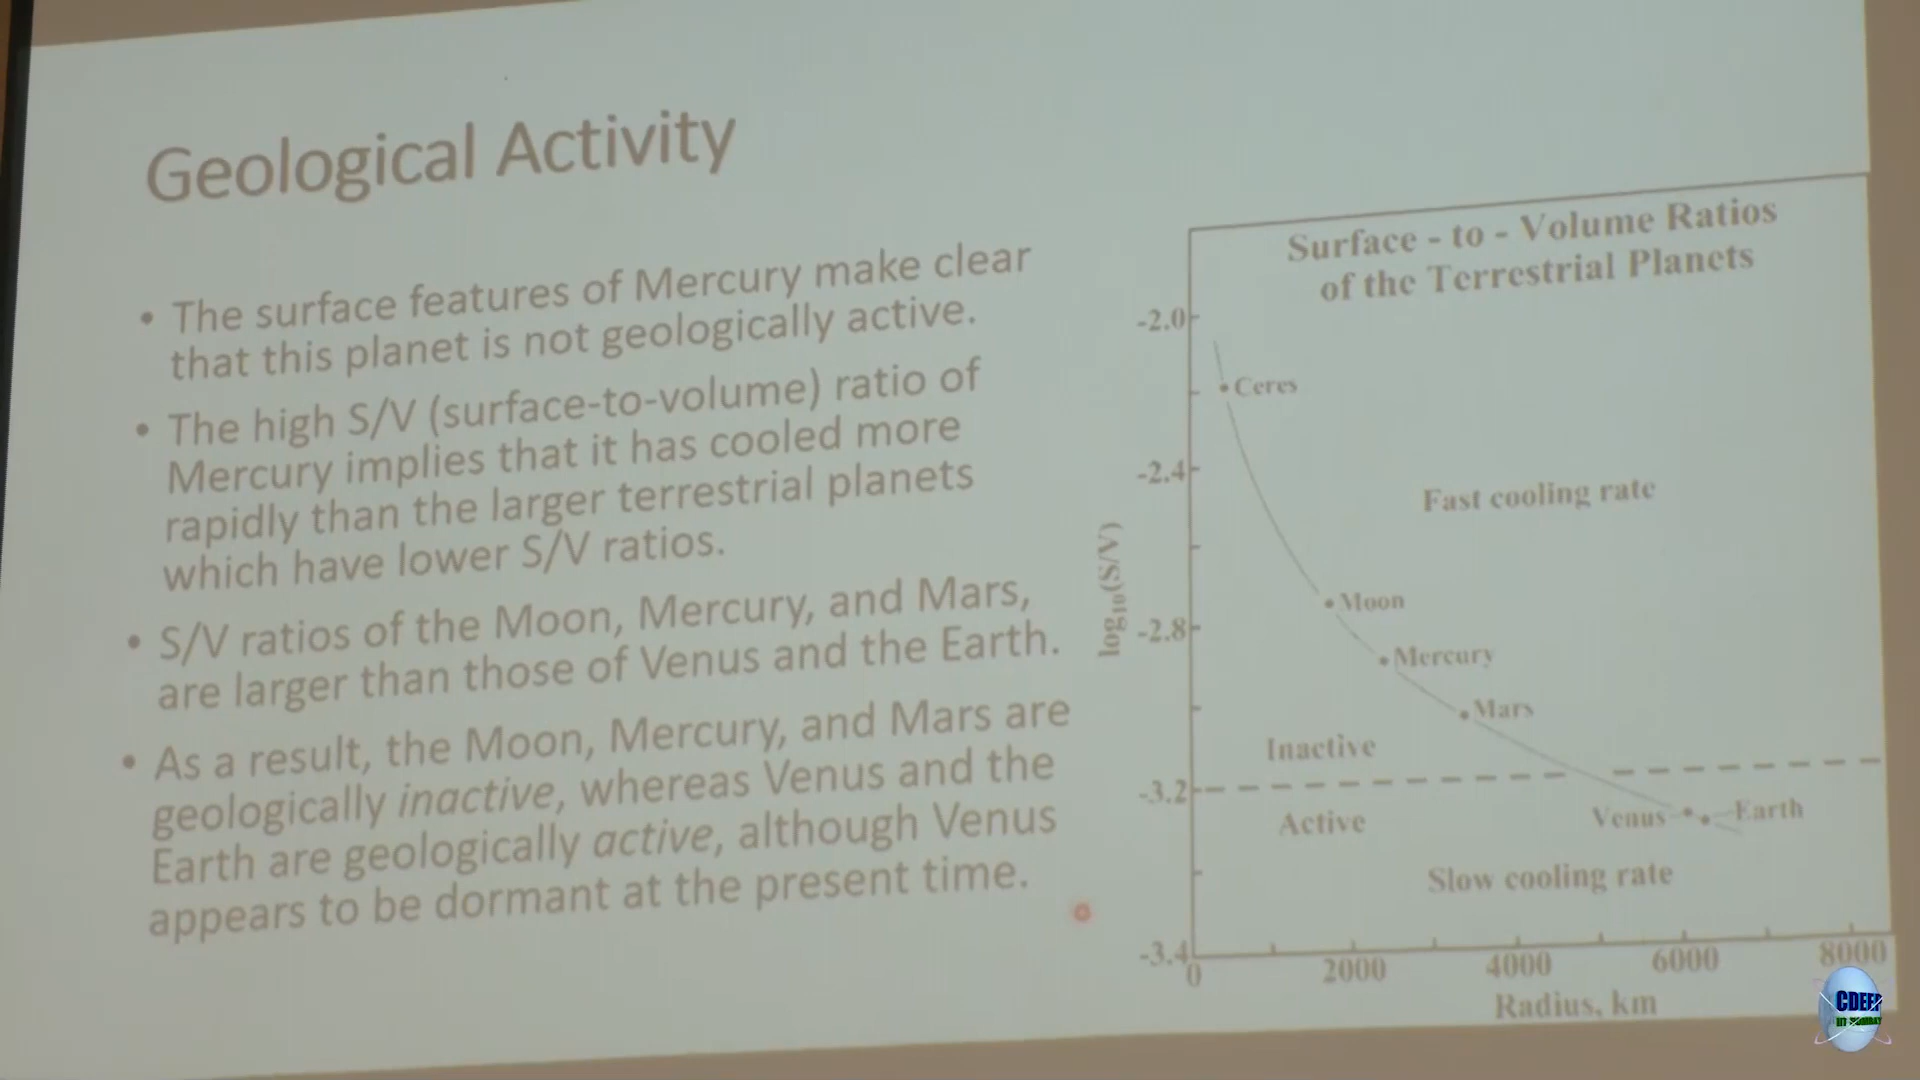 Geological Activity
• The surface features of Mercury make clear
that this planet is not geologically active.
• The high S/V (surface-to-volume) ratio of
Mercury implies that it has cooled more
rapidly than the larger terrestrial planets
which have lower S/V ratios.
• S/V ratios of the Moon, Mercury, and Mars,
are larger than those of Venus and the Earth.
• As a result, the Moon, Mercury, and Mars are
geologically inactive, whereas Venus and the
Earth are geologically active, although Venus
appears to be dormant at the present time.
Surface - to - Volume Ratios
of the Terrestrial Planets
-2.0
Ceres
-2.4
Fast cooling rate
log10(S/V)
Moon
-2.8
Mercury
Mars
Inactive
-3.2
Active
Venus
Earth
Slow cooling rate
-3.4
0 2000 4000 6000 8000
Radius, km
CDEEP
IIT BOMBAY